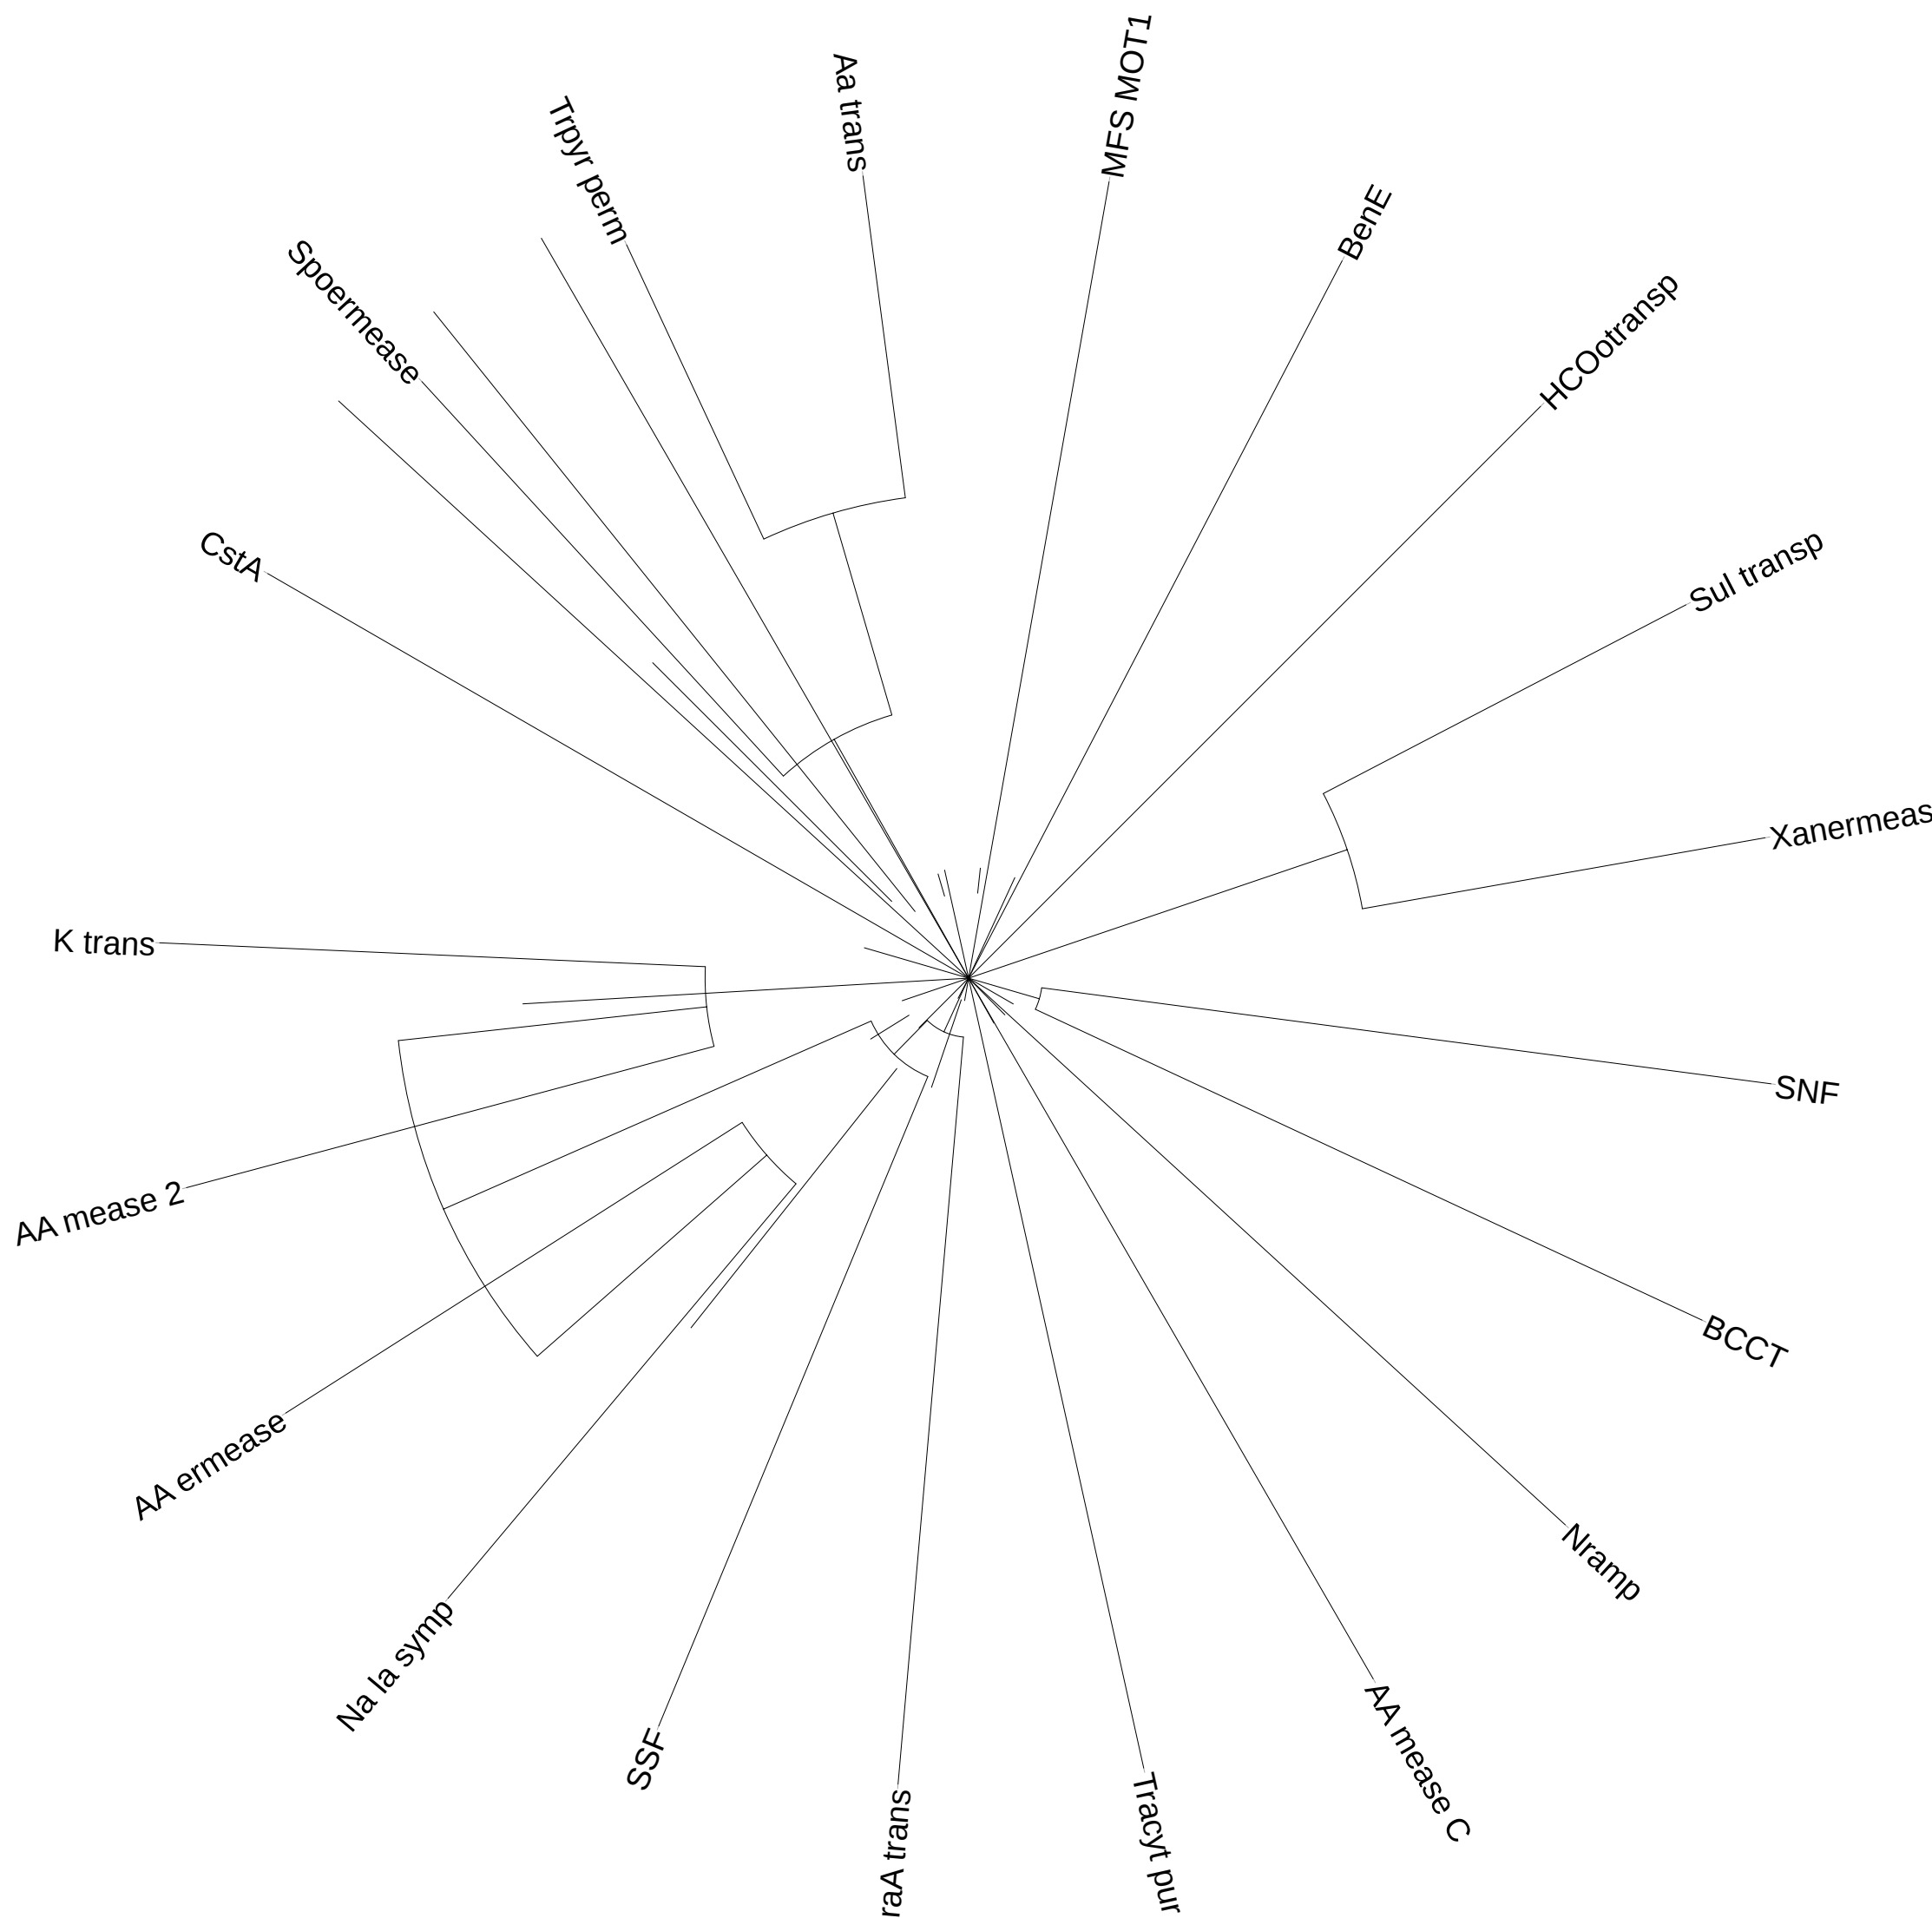 MFS MOT1
Aa trans
Trpyr perm
BenE
Spoermease
HCOotransp
CstA
Sul transp
Xanermeas
K trans
SNF
AA mease 2
BCCT
AA ermease
Nramp
Na la symp
AA mease C
SSF
raA trans
Tracyt pur